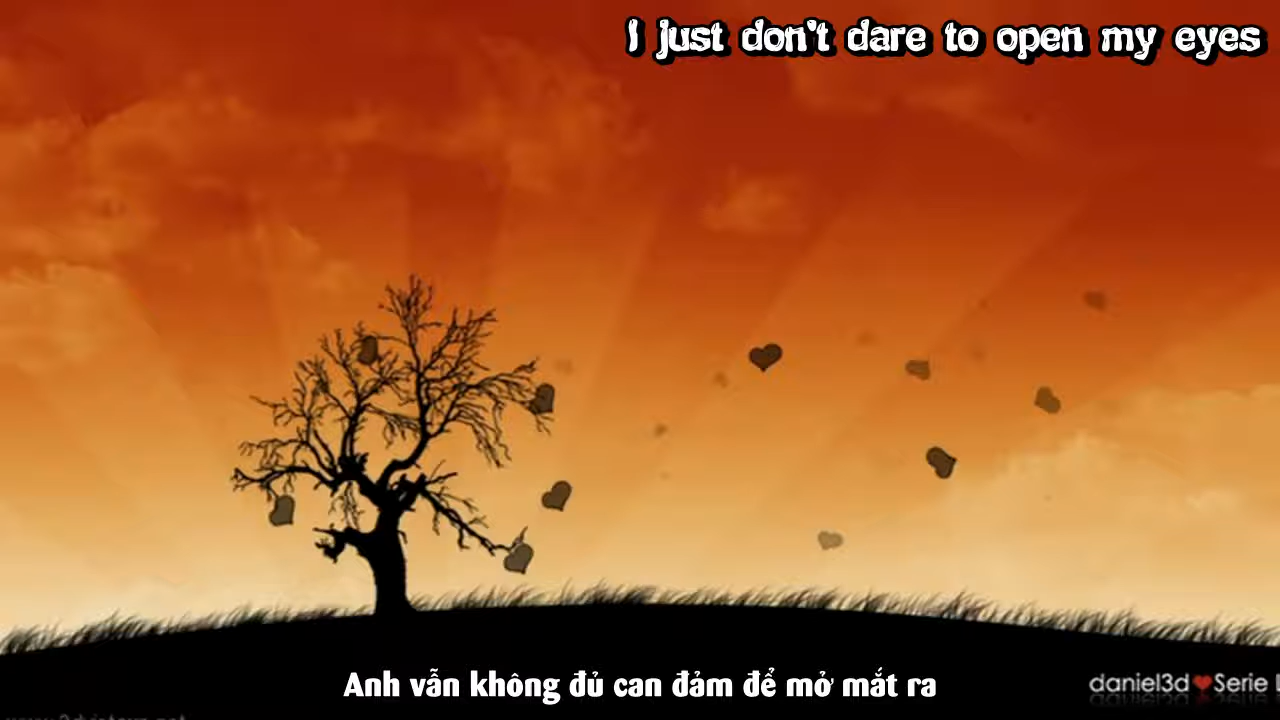 I just don't dare to open my eyes
Anh vẫn không đủ can đảm để mở mắt ra
daniel3d❤Serie